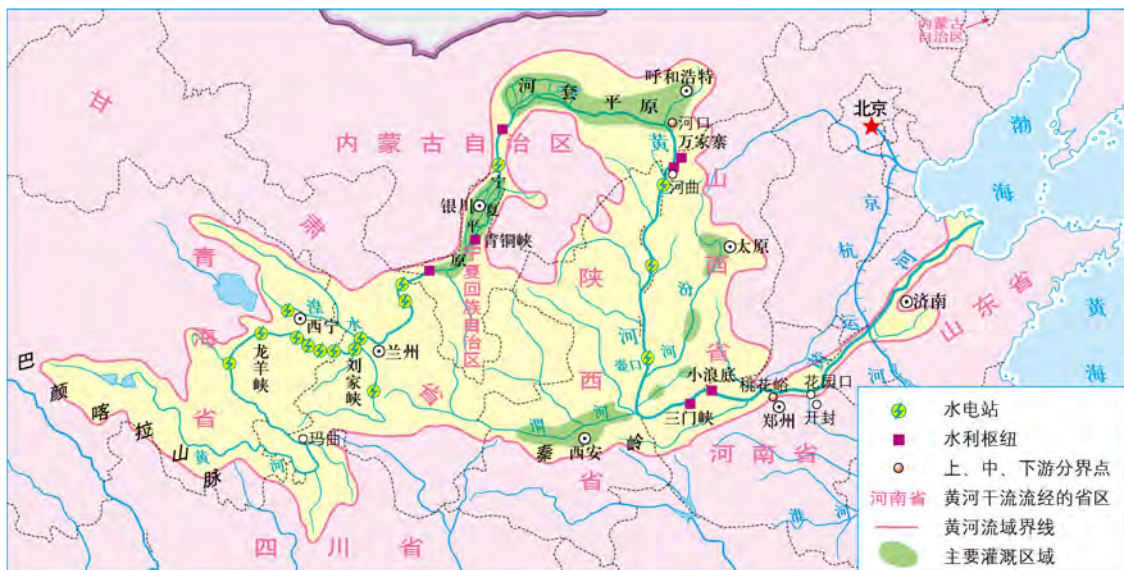 内蒙古
自治区
甘
肃
省
内蒙古自治区
呼和浩特
河套平原
河口
北京
渤
海
万家寨
黄
河
河曲
山
西
省
京
杭
运
河
银川
宁
夏
平
原
青铜峡
宁夏回族自治区
太原
汾
河
陕
西
省
青
海
省
湟
水
西宁
兰州
龙羊峡
刘家峡
壶口
小浪底
三门峡
桃花峪
花园口
郑州
开封
河
济南
山东省
黄
海
巴
颜
喀
拉
山
脉
黄
河
玛曲
渭
河
西安
秦
岭
河南省
淮
河
四川省
水电站
水利枢纽
上、中、下游分界点
河南省 黄河干流流经的省区
黄河流域界线
主要灌溉区域